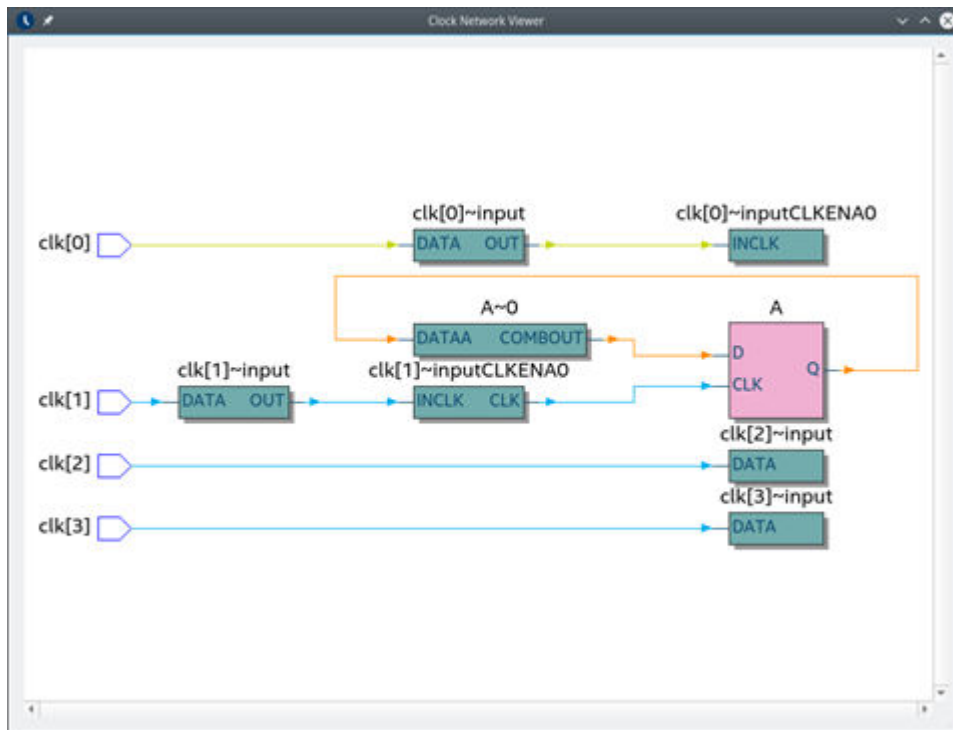 Clock Network Viewer
clk[0]~input
clk[0]~inputCLKENA0
clk[0]
DATA OUT
INCLK
A~0
A
DATAA COMBOUT
D
Q
CLK
clk[1]~input
clk[1]~inputCLKENA0
clk[1]
DATA OUT
INCLK CLK
clk[2]~input
clk[2]
DATA
clk[3]~input
clk[3]
DATA